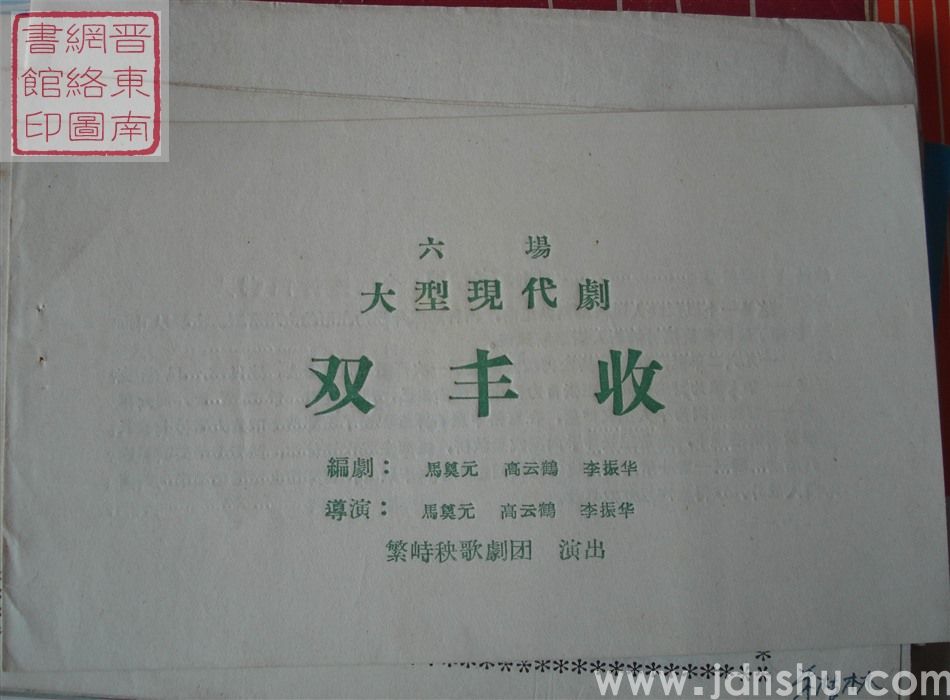 晋東南
網絡圖
書館印
六場
大型現代劇
双丰收
編劇： 馬奠元 高云鶴 李振华
導演： 馬奠元 高云鶴 李振华
繁峙秧歌劇团 演出
www.jdnshu.com